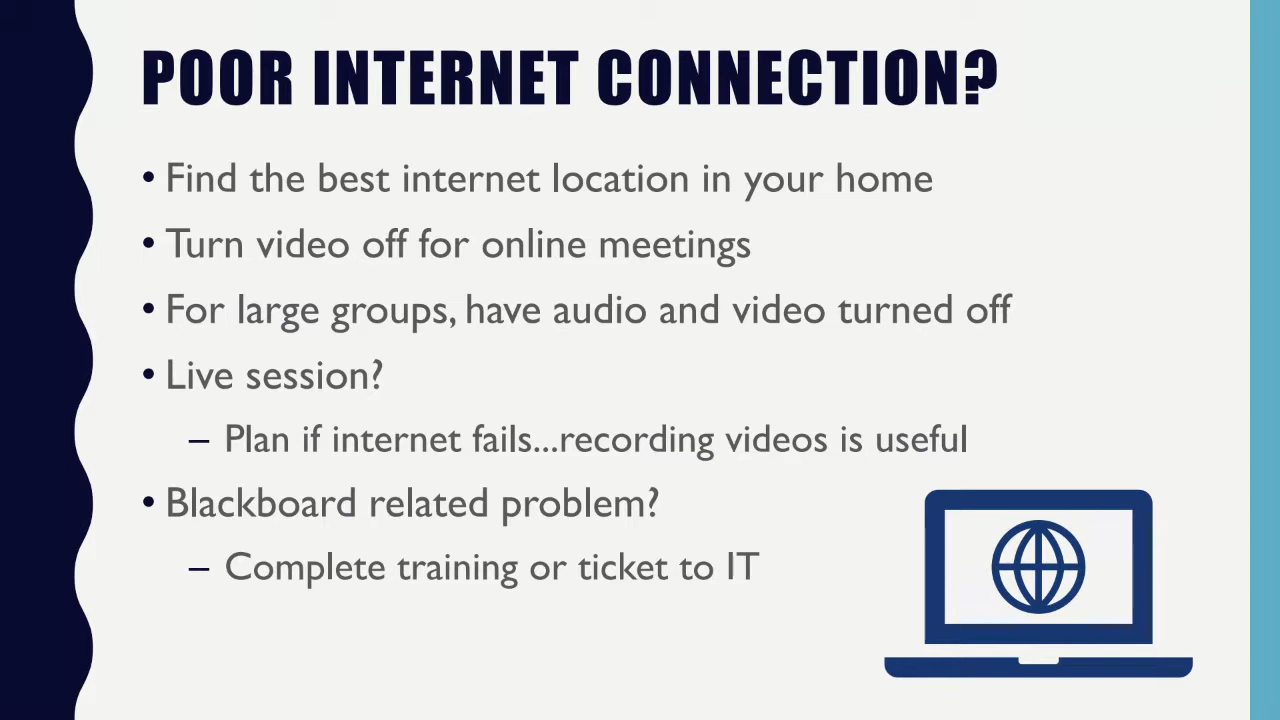 POOR INTERNET CONNECTION?
• Find the best internet location in your home
• Turn video off for online meetings
• For large groups, have audio and video turned off
• Live session?
– Plan if internet fails...recording videos is useful
• Blackboard related problem?
– Complete training or ticket to IT